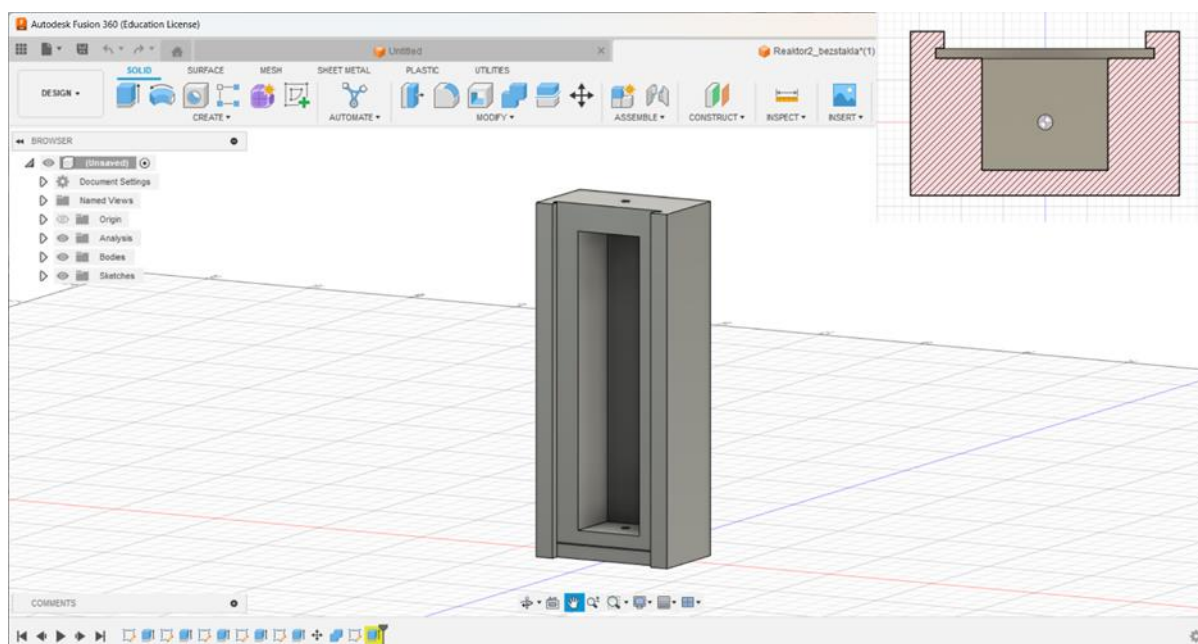 Autodesk Fusion 360 (Education License)
Untitled
Reaktor2_bezstakla*(1)
SOLID SURFACE MESH SHEET METAL PLASTIC UTILITIES
DESIGN
CREATE AUTOMATE MODIFY ASSEMBLE CONSTRUCT INSPECT INSERT
BROWSER
(Unsaved)
Document Settings
Named Views
Origin
Analysis
Bodies
Sketches
COMMENTS